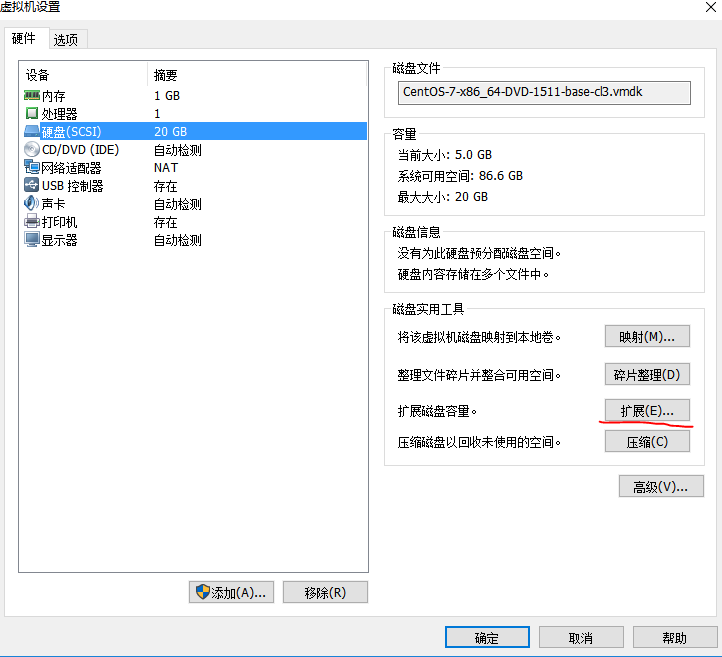 虚拟机设置
硬件 选项
设备 摘要
内存 1 GB
处理器 1
硬盘(SCSI) 20 GB
CD/DVD (IDE) 自动检测
网络适配器 NAT
USB 控制器 存在
声卡 自动检测
打印机 存在
显示器 自动检测
添加(A)... 移除(R)
磁盘文件
CentOS-7-x86_64-DVD-1511-base-cl3.vmdk
容量
当前大小: 5.0 GB
系统可用空间: 86.6 GB
最大大小: 20 GB
磁盘信息
没有为此硬盘预分配磁盘空间。
硬盘内容存储在多个文件中。
磁盘实用工具
将该虚拟机磁盘映射到本地卷。 映射(M)...
整理文件碎片并整合可用空间。 碎片整理(D)
扩展磁盘容量。 扩展(E)...
压缩磁盘以回收未使用的空间。 压缩(C)
高级(V)...
确定 取消 帮助